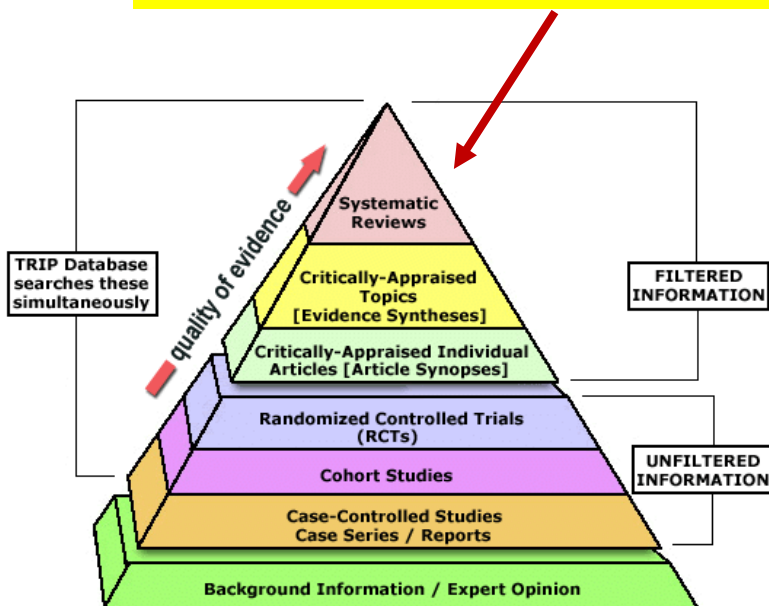 Systematic
Reviews
quality of evidence
TRIP Database
searches these
simultaneously
Critically-Appraised
Topics
[Evidence Syntheses]
FILTERED
INFORMATION
Critically-Appraised Individual
Articles [Article Synopses]
Randomized Controlled Trials
(RCTs)
UNFILTERED
INFORMATION
Cohort Studies
Case-Controlled Studies
Case Series / Reports
Background Information / Expert Opinion